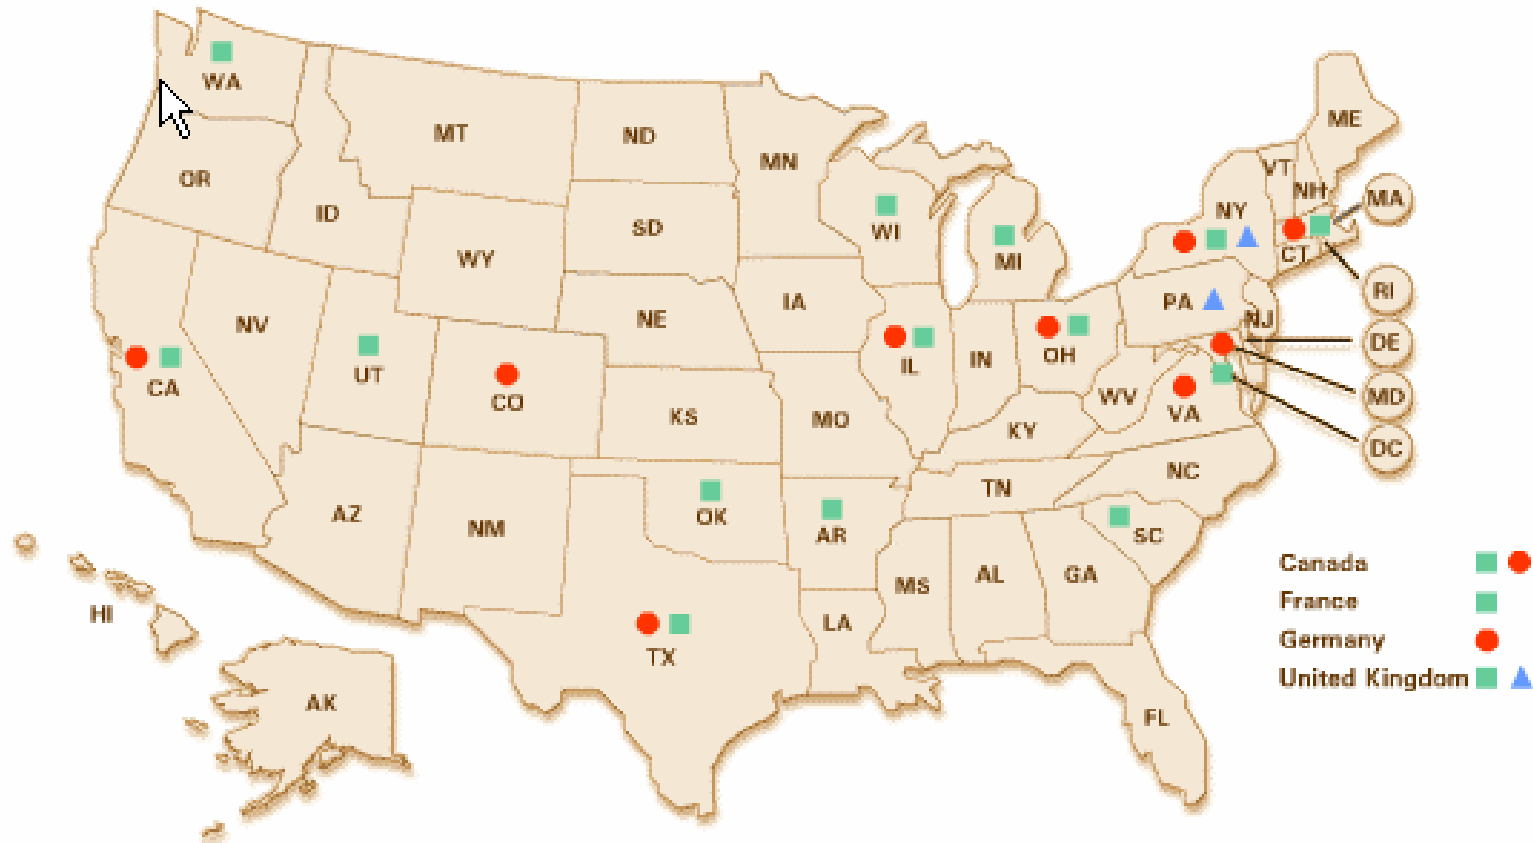 WA
MT
ND
MN
ME
VT
NH
MA
OR
ID
SD
WI
NY
WY
MI
CT
RI
NV
NE
IA
PA
NJ
DE
CA
UT
CO
IL
IN
OH
MD
KS
MO
WV
VA
KY
DC
AZ
NM
OK
AR
TN
NC
SC
MS
AL
GA
HI
TX
LA
AK
FL
Canada
France
Germany
United Kingdom